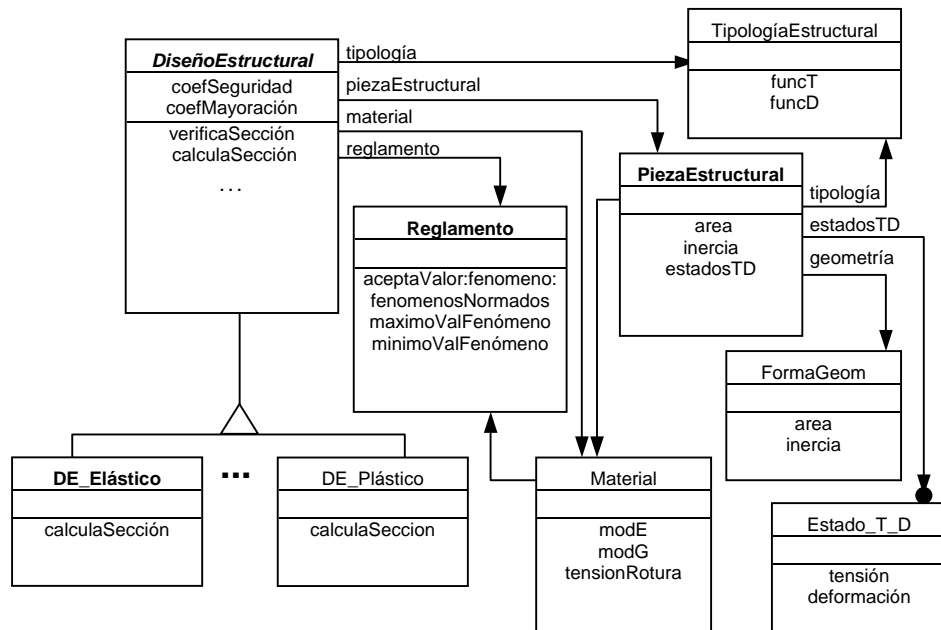 DiseñoEstructural
coefSeguridad
coefMayoración
verificaSección
calculaSección
...
tipología
piezaEstructural
material
reglamento
TipologíaEstructural
funcT
funcD
PiezaEstructural
area
inercia
estadosTD
tipología
estadosTD
geometría
Reglamento
aceptaValor:fenomeno:
fenomenosNormados
maximoValFenómeno
minimoValFenómeno
FormaGeom
area
inercia
DE_Elástico
calculaSección
...
DE_Plástico
calculaSeccion
Material
modE
modG
tensionRotura
Estado_T_D
tensión
deformación